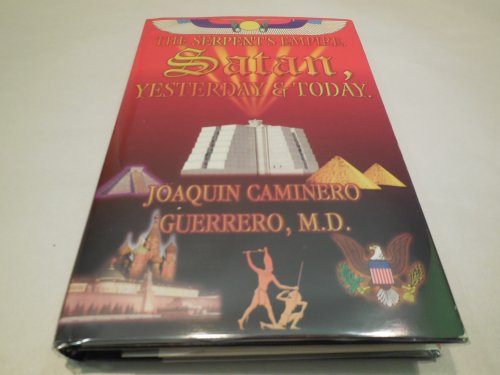 THE SERPENT'S EMPIRE.
Satan,
YESTERDAY & TODAY.
JOAQUIN CAMINERO
GUERRERO, M.D.